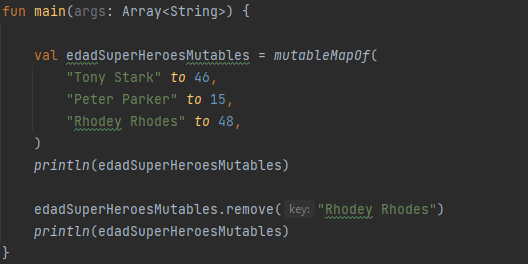 fun main(args: Array<String>) {
val edadSuperHeroesMutables = mutableMapOf(
"Tony Stark" to 46,
"Peter Parker" to 15,
"Rhodey Rhodes" to 48,
)
println(edadSuperHeroesMutables)
edadSuperHeroesMutables.remove( key: "Rhodey Rhodes")
println(edadSuperHeroesMutables)
}